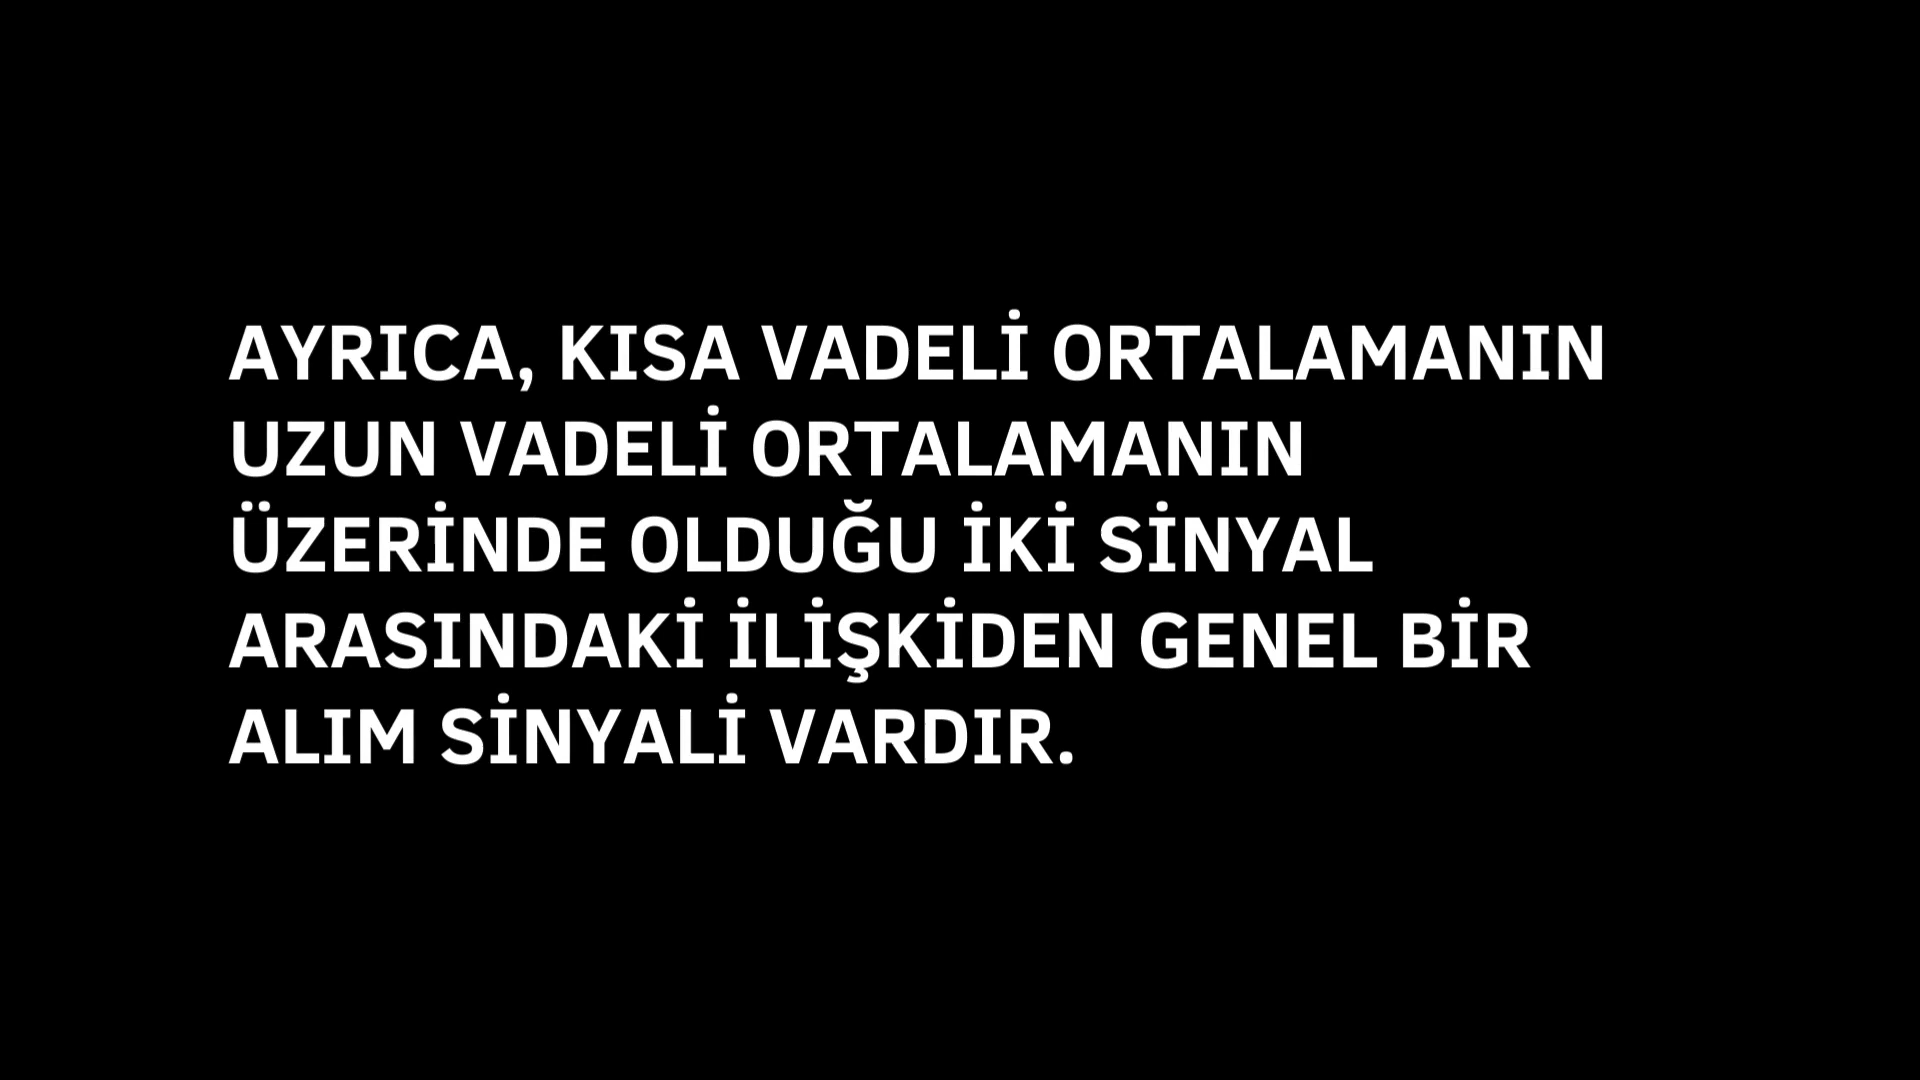 AYRICA, KISA VADELİ ORTALAMANIN
UZUN VADELİ ORTALAMANIN
ÜZERİNDE OLDUĞU İKİ SİNYAL
ARASINDAKİ İLİŞKİDEN GENEL BİR
ALIM SİNYALİ VARDIR.